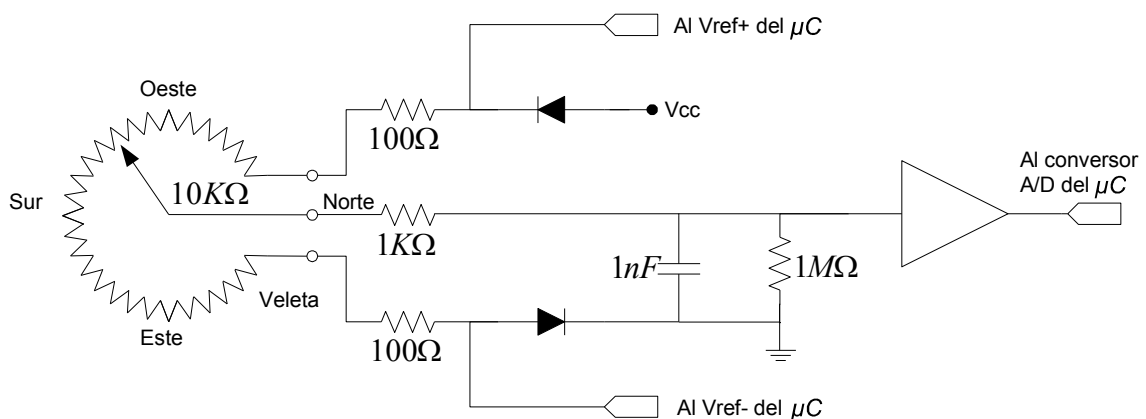 Al Vref+ del µC
Oeste
Vcc
100Ω
Al conversor
A/D del µC
Sur
10KΩ
Norte
1KΩ
1nF
1MΩ
Veleta
Este
100Ω
Al Vref- del µC